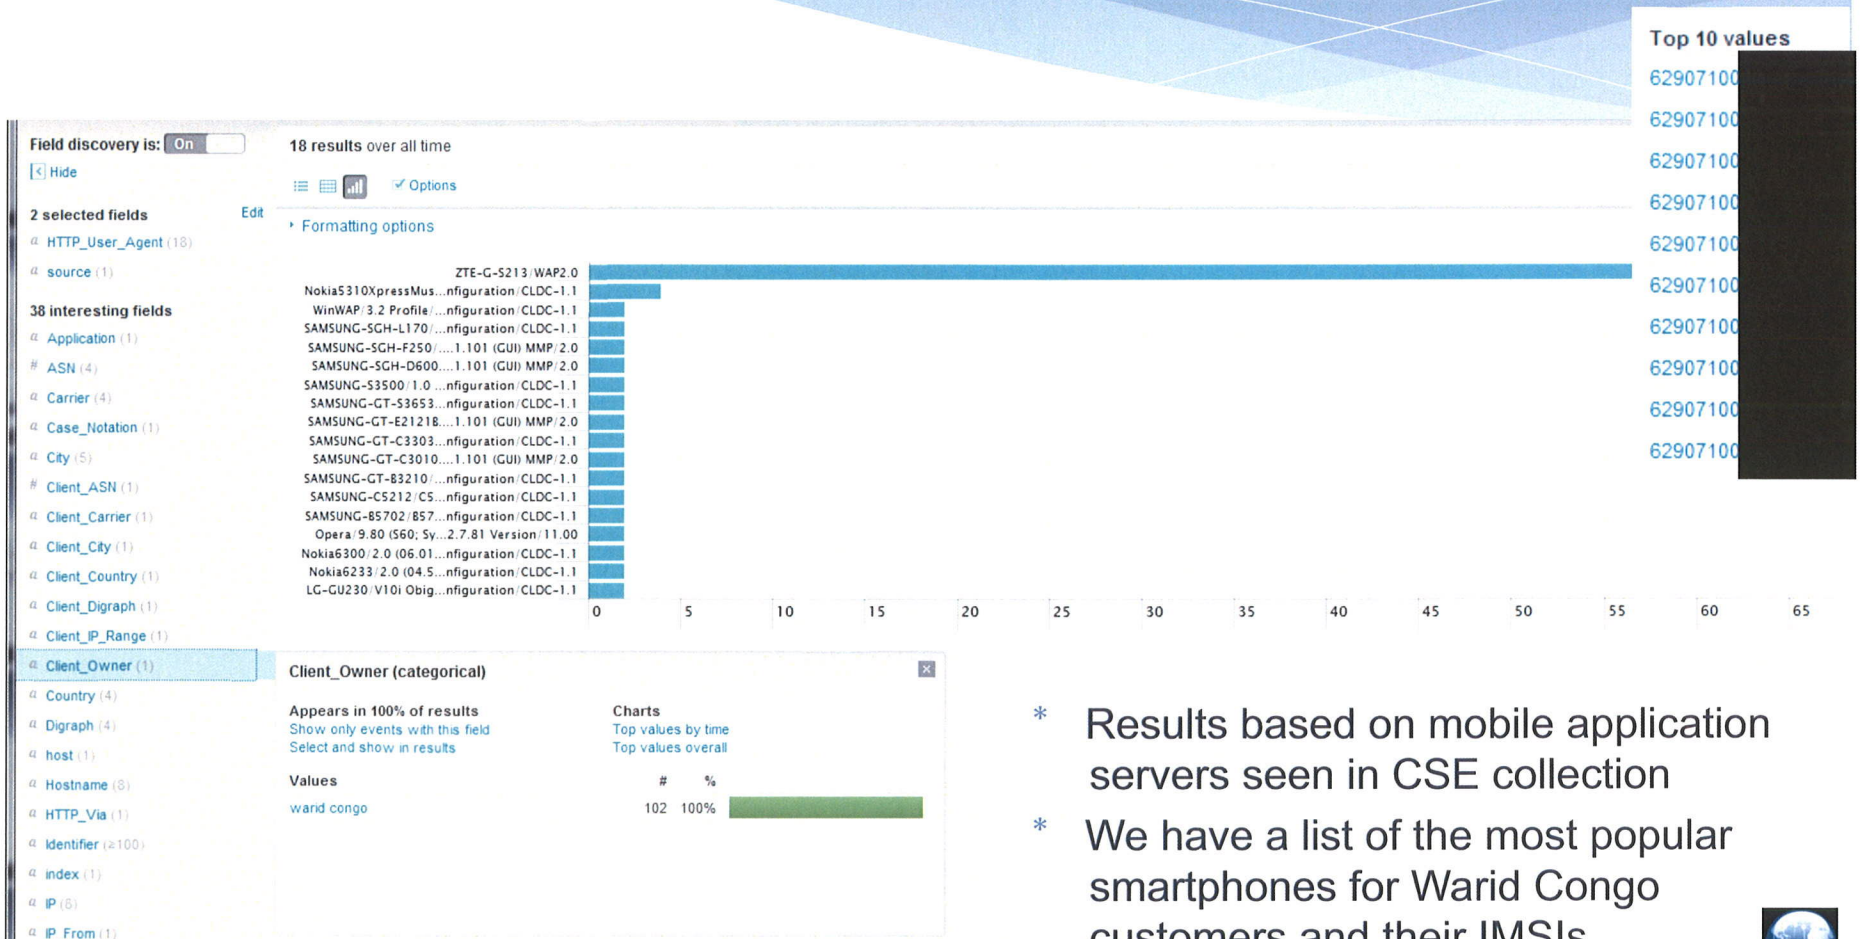 Top 10 values
62907100
62907100
62907100
62907100
62907100
62907100
62907100
62907100
62907100
62907100
Field discovery is: On
Hide
2 selected fields Edit
a HTTP_User_Agent (18)
a source (1)
38 interesting fields
a Application (1)
# ASN (4)
a Carrier (4)
a Case_Notation (1)
a City (5)
# Client_ASN (1)
a Client_Carrier (1)
a Client_City (1)
a Client_Country (1)
a Client_Digraph (1)
a Client_IP_Range (1)
a Client_Owner (1)
a Country (4)
a Digraph (4)
a host (1)
a Hostname (8)
a HTTP_Via (1)
a Identifier (≥100)
a index (1)
a IP (8)
a IP_From (1)
18 results over all time
Options
Formatting options
ZTE-G-S213/WAP2.0
Nokia5310XpressMus...nfiguration/CLDC-1.1
WinWAP/3.2 Profile/...nfiguration/CLDC-1.1
SAMSUNG-SGH-L170/...nfiguration/CLDC-1.1
SAMSUNG-SGH-F250/....1.101 (GUI) MMP/2.0
SAMSUNG-SGH-D600....1.101 (GUI) MMP/2.0
SAMSUNG-S3500/1.0 ...nfiguration/CLDC-1.1
SAMSUNG-GT-S3653...nfiguration/CLDC-1.1
SAMSUNG-GT-E2121B....1.101 (GUI) MMP/2.0
SAMSUNG-GT-C3303...nfiguration/CLDC-1.1
SAMSUNG-GT-C3010....1.101 (GUI) MMP/2.0
SAMSUNG-GT-B3210/...nfiguration/CLDC-1.1
SAMSUNG-C5212/C5...nfiguration/CLDC-1.1
SAMSUNG-B5702/B57...nfiguration/CLDC-1.1
Opera/9.80 (S60; Sy...2.7.81 Version/11.00
Nokia6300/2.0 (06.01...nfiguration/CLDC-1.1
Nokia6233/2.0 (04.5...nfiguration/CLDC-1.1
LG-GU230/V10i Obig...nfiguration/CLDC-1.1
0 5 10 15 20 25 30 35 40 45 50 55 60 65
Client_Owner (categorical)
Appears in 100% of results Charts
Show only events with this field Top values by time
Select and show in results Top values overall
Values # %
warid congo 102 100%
* Results based on mobile application
servers seen in CSE collection
* We have a list of the most popular
smartphones for Warid Congo
customers and their IMSIs